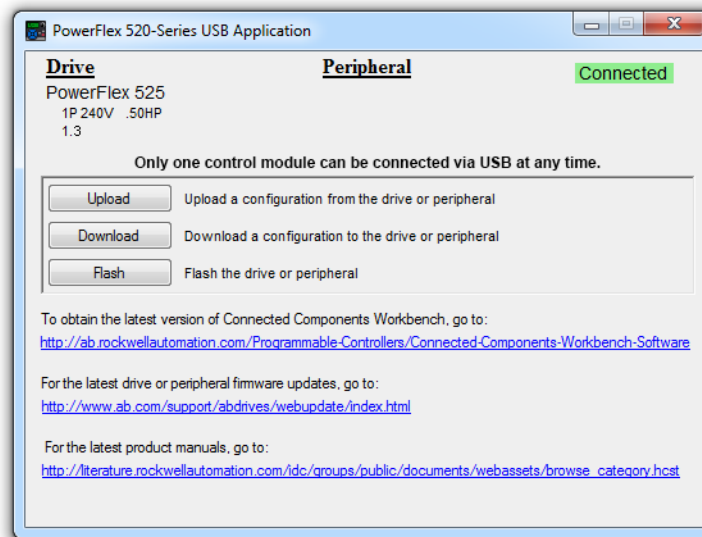 PowerFlex 520-Series USB Application
Drive Peripheral Connected
PowerFlex 525
1P 240V .50HP
1.3
Only one control module can be connected via USB at any time.
Upload Upload a configuration from the drive or peripheral
Download Download a configuration to the drive or peripheral
Flash Flash the drive or peripheral
To obtain the latest version of Connected Components Workbench, go to:
http://ab.rockwellautomation.com/Programmable-Controllers/Connected-Components-Workbench-Software
For the latest drive or peripheral firmware updates, go to:
http://www.ab.com/support/abdrives/webupdate/index.html
For the latest product manuals, go to:
http://literature.rockwellautomation.com/idc/groups/public/documents/webassets/browse_category.hcst